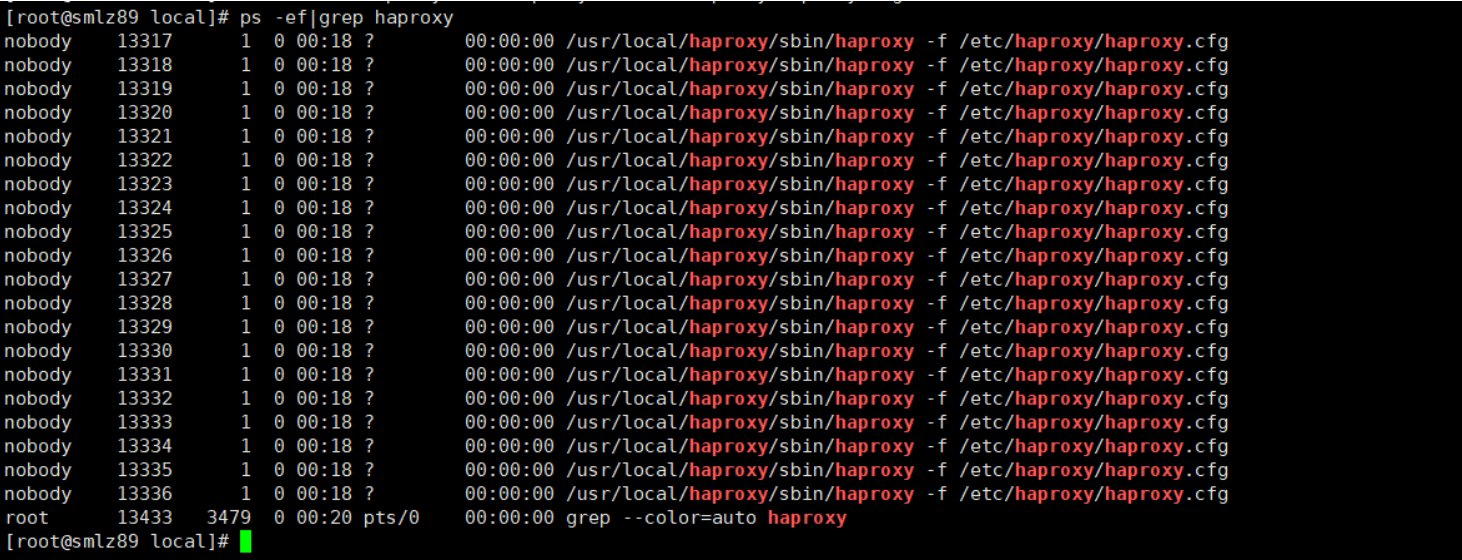 [root@smlz89 local]# ps -ef|grep haproxy
nobody    13317      1  0 00:18 ?        00:00:00 /usr/local/haproxy/sbin/haproxy -f /etc/haproxy/haproxy.cfg
nobody    13318      1  0 00:18 ?        00:00:00 /usr/local/haproxy/sbin/haproxy -f /etc/haproxy/haproxy.cfg
nobody    13319      1  0 00:18 ?        00:00:00 /usr/local/haproxy/sbin/haproxy -f /etc/haproxy/haproxy.cfg
nobody    13320      1  0 00:18 ?        00:00:00 /usr/local/haproxy/sbin/haproxy -f /etc/haproxy/haproxy.cfg
nobody    13321      1  0 00:18 ?        00:00:00 /usr/local/haproxy/sbin/haproxy -f /etc/haproxy/haproxy.cfg
nobody    13322      1  0 00:18 ?        00:00:00 /usr/local/haproxy/sbin/haproxy -f /etc/haproxy/haproxy.cfg
nobody    13323      1  0 00:18 ?        00:00:00 /usr/local/haproxy/sbin/haproxy -f /etc/haproxy/haproxy.cfg
nobody    13324      1  0 00:18 ?        00:00:00 /usr/local/haproxy/sbin/haproxy -f /etc/haproxy/haproxy.cfg
nobody    13325      1  0 00:18 ?        00:00:00 /usr/local/haproxy/sbin/haproxy -f /etc/haproxy/haproxy.cfg
nobody    13326      1  0 00:18 ?        00:00:00 /usr/local/haproxy/sbin/haproxy -f /etc/haproxy/haproxy.cfg
nobody    13327      1  0 00:18 ?        00:00:00 /usr/local/haproxy/sbin/haproxy -f /etc/haproxy/haproxy.cfg
nobody    13328      1  0 00:18 ?        00:00:00 /usr/local/haproxy/sbin/haproxy -f /etc/haproxy/haproxy.cfg
nobody    13329      1  0 00:18 ?        00:00:00 /usr/local/haproxy/sbin/haproxy -f /etc/haproxy/haproxy.cfg
nobody    13330      1  0 00:18 ?        00:00:00 /usr/local/haproxy/sbin/haproxy -f /etc/haproxy/haproxy.cfg
nobody    13331      1  0 00:18 ?        00:00:00 /usr/local/haproxy/sbin/haproxy -f /etc/haproxy/haproxy.cfg
nobody    13332      1  0 00:18 ?        00:00:00 /usr/local/haproxy/sbin/haproxy -f /etc/haproxy/haproxy.cfg
nobody    13333      1  0 00:18 ?        00:00:00 /usr/local/haproxy/sbin/haproxy -f /etc/haproxy/haproxy.cfg
nobody    13334      1  0 00:18 ?        00:00:00 /usr/local/haproxy/sbin/haproxy -f /etc/haproxy/haproxy.cfg
nobody    13335      1  0 00:18 ?        00:00:00 /usr/local/haproxy/sbin/haproxy -f /etc/haproxy/haproxy.cfg
nobody    13336      1  0 00:18 ?        00:00:00 /usr/local/haproxy/sbin/haproxy -f /etc/haproxy/haproxy.cfg
root      13433   3479  0 00:20 pts/0    00:00:00 grep --color=auto haproxy
[root@smlz89 local]#